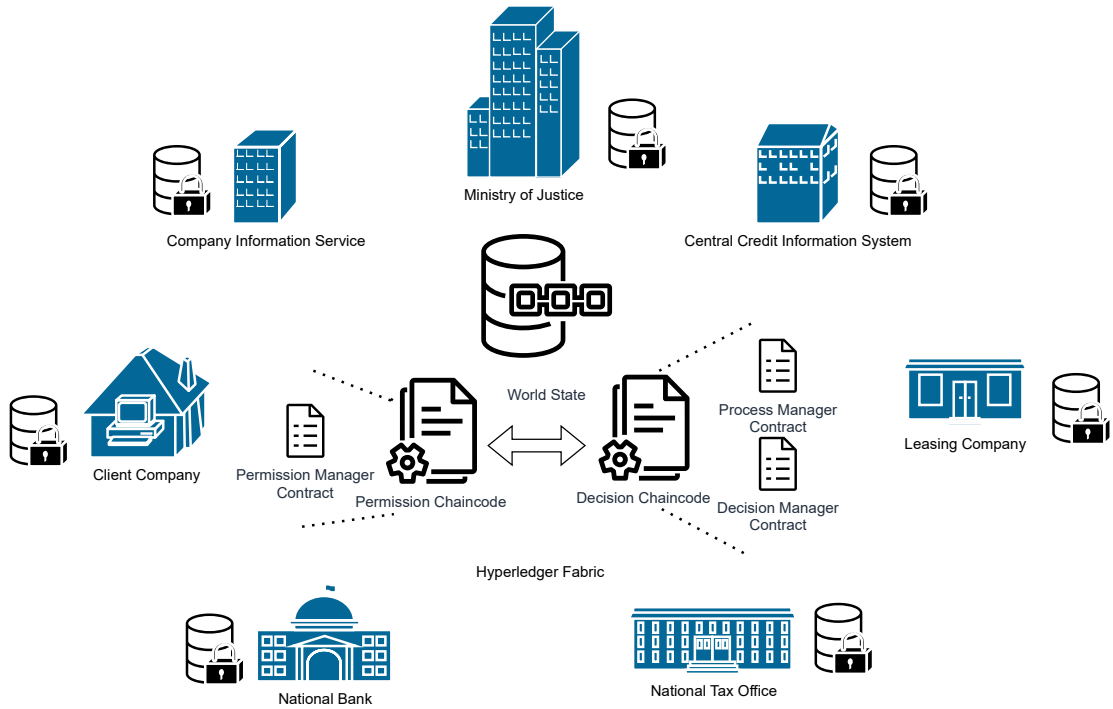 Ministry of Justice
Company Information Service
Central Credit Information System
World State
Process Manager
Contract
Leasing Company
Client Company
Permission Manager
Contract
Permission Chaincode
Decision Chaincode
Decision Manager
Contract
Hyperledger Fabric
National Bank
National Tax Office